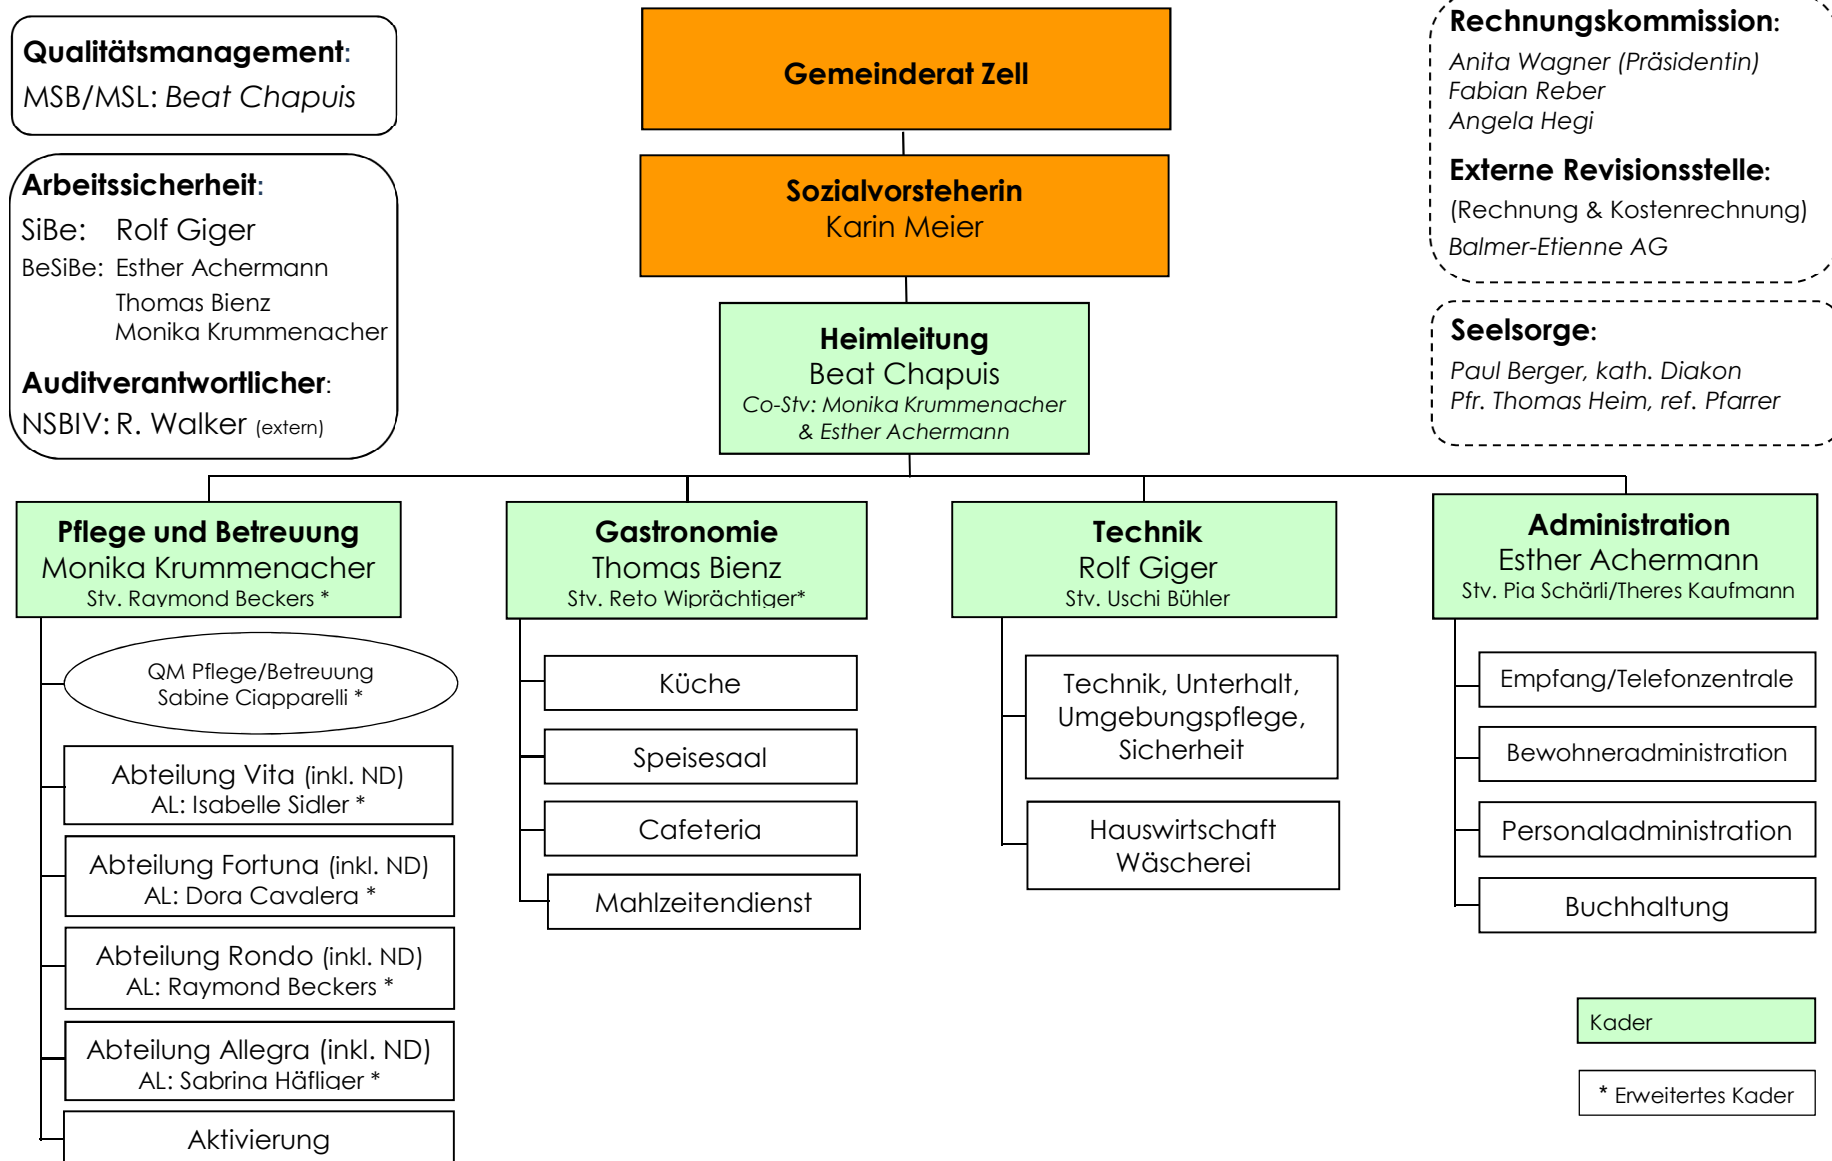 Qualitätsmanagement:
MSB/MSL: Beat Chapuis
Arbeitssicherheit:
SiBe: Rolf Giger
BeSiBe: Esther Achermann
Thomas Bienz
Monika Krummenacher
Auditverantwortlicher:
NSBIV: R. Walker (extern)
Gemeinderat Zell
Sozialvorsteherin
Karin Meier
Heimleitung
Beat Chapuis
Co-Stv: Monika Krummenacher
& Esther Achermann
Rechnungskommission:
Anita Wagner (Präsidentin)
Fabian Reber
Angela Hegi
Externe Revisionsstelle:
(Rechnung & Kostenrechnung)
Balmer-Etienne AG
Seelsorge:
Paul Berger, kath. Diakon
Pfr. Thomas Heim, ref. Pfarrer
Pflege und Betreuung
Monika Krummenacher
Stv. Raymond Beckers *
QM Pflege/Betreuung
Sabine Ciapparelli *
Abteilung Vita (inkl. ND)
AL: Isabelle Sidler *
Abteilung Fortuna (inkl. ND)
AL: Dora Cavalera *
Abteilung Rondo (inkl. ND)
AL: Raymond Beckers *
Abteilung Allegra (inkl. ND)
AL: Sabrina Häfliger *
Aktivierung
Gastronomie
Thomas Bienz
Stv. Reto Wiprächtiger*
Küche
Speisesaal
Cafeteria
Mahlzeitendienst
Technik
Rolf Giger
Stv. Uschi Bühler
Technik, Unterhalt,
Umgebungspflege,
Sicherheit
Hauswirtschaft
Wäscherei
Administration
Esther Achermann
Stv. Pia Schärli/Theres Kaufmann
Empfang/Telefonzentrale
Bewohneradministration
Personaladministration
Buchhaltung
Kader
* Erweitertes Kader